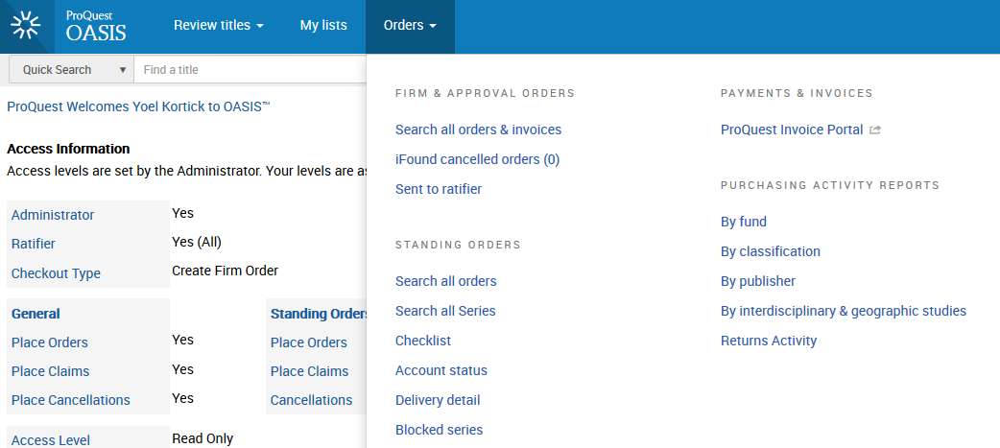 ProQuest
OASIS
Review titles
My lists
Orders
Quick Search
Find a title
ProQuest Welcomes Yoel Kortick to OASIS™
Access Information
Access levels are set by the Administrator. Your levels are as
Administrator Yes
Ratifier Yes (All)
Checkout Type Create Firm Order
General Standing Orders
Place Orders Yes Place Orders
Place Claims Yes Place Claims
Place Cancellations Yes Cancellations
Access Level Read Only
FIRM & APPROVAL ORDERS
Search all orders & invoices
iFound cancelled orders (0)
Sent to ratifier
STANDING ORDERS
Search all orders
Search all Series
Checklist
Account status
Delivery detail
Blocked series
PAYMENTS & INVOICES
ProQuest Invoice Portal
PURCHASING ACTIVITY REPORTS
By fund
By classification
By publisher
By interdisciplinary & geographic studies
Returns Activity